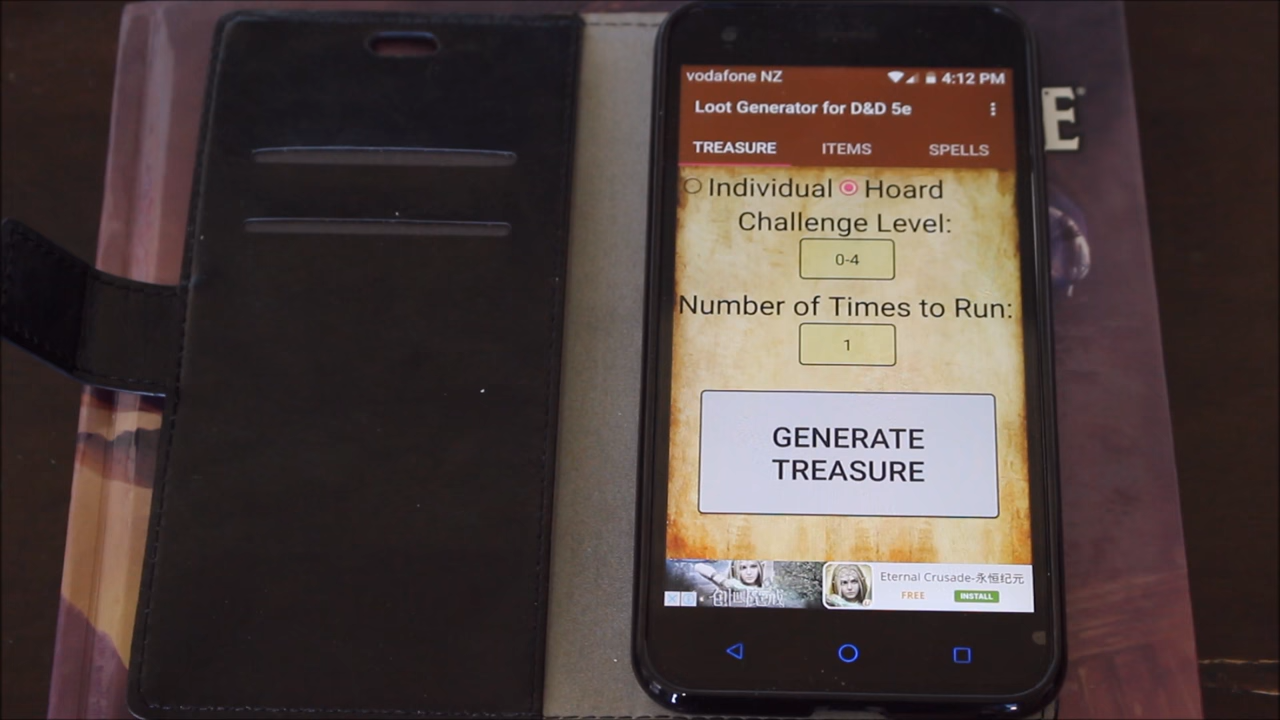 vodafone NZ 4:12 PM
Loot Generator for D&D 5e
TREASURE ITEMS SPELLS
Individual Hoard
Challenge Level:
0-4
Number of Times to Run:
1
GENERATE
TREASURE
Eternal Crusade-永恒纪元
FREE INSTALL
E